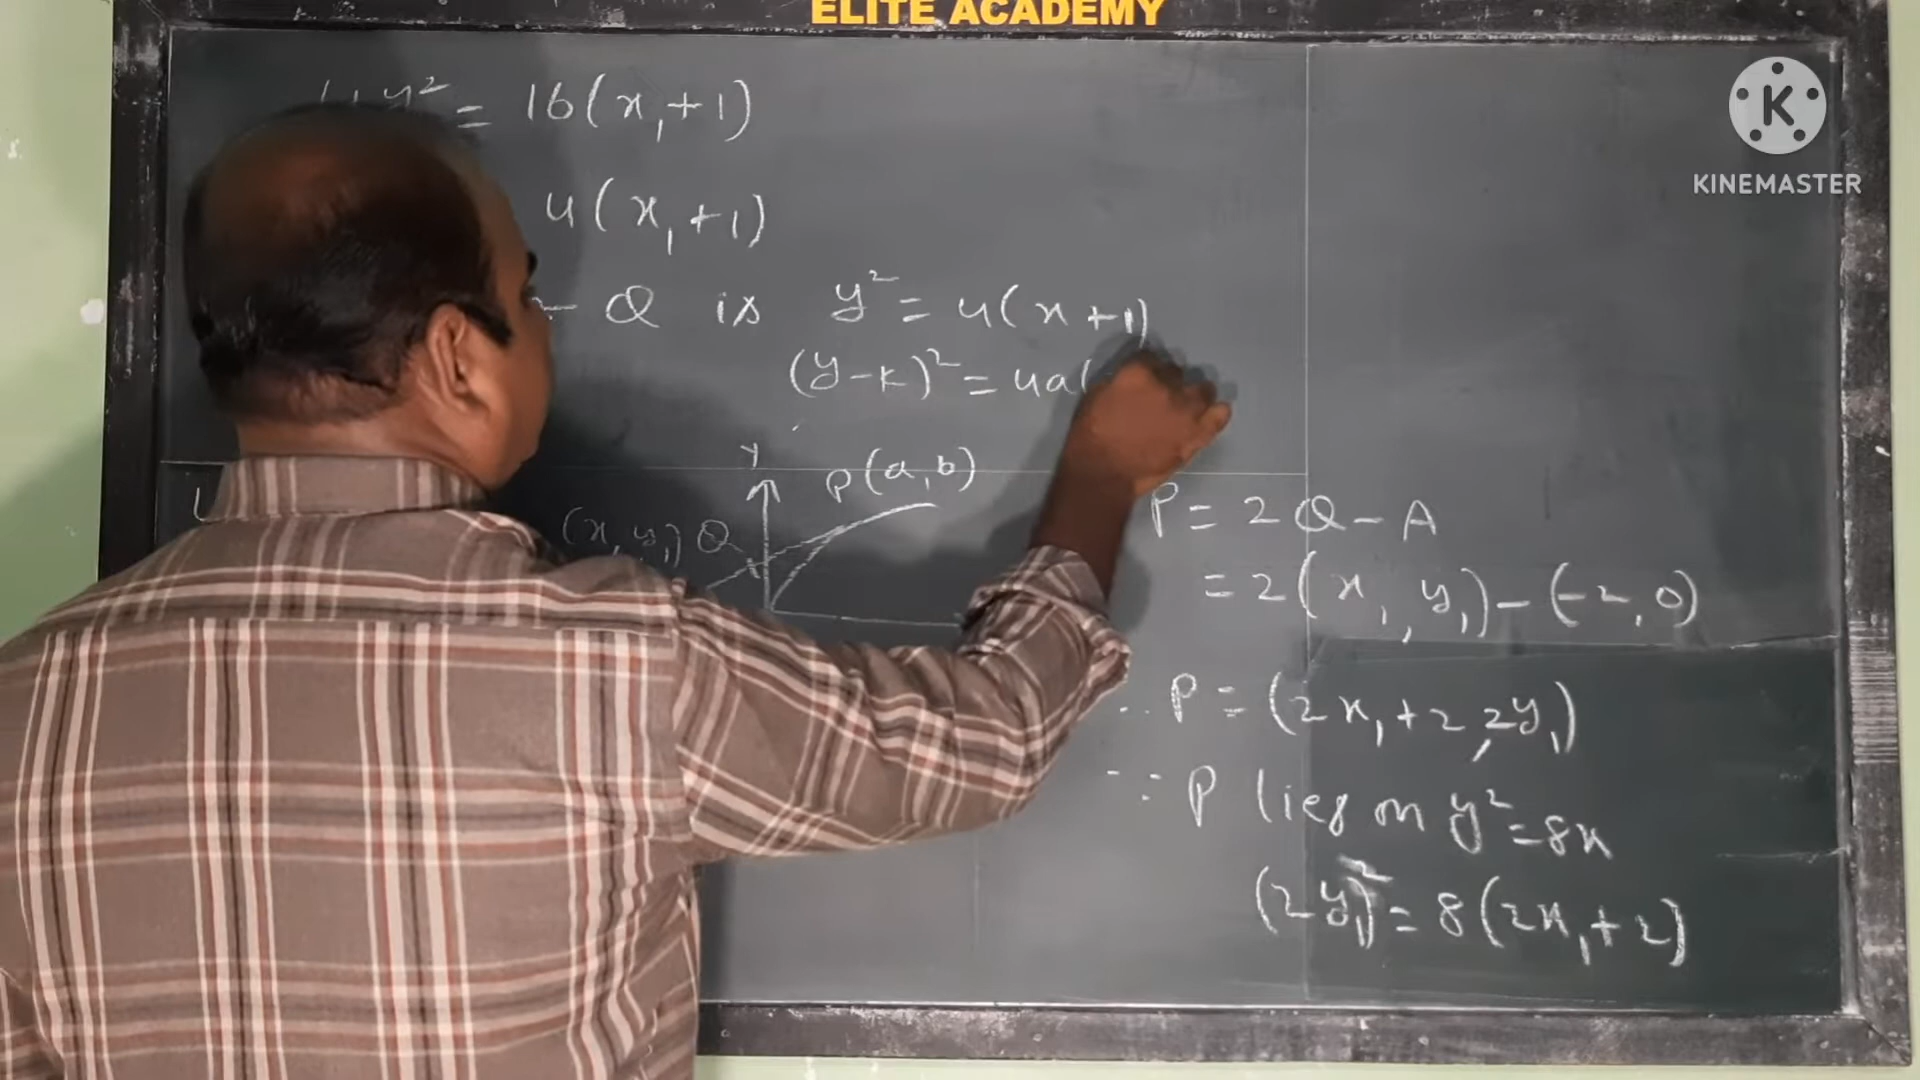 ELITE ACADEMY
KINEMASTER
4y² = 16(x₁+1)
4(x₁+1)
Q is y² = 4(x+1)
(y-k)² = 4a(
y
P(a,b)
(x₁,y₁) Q
P = 2Q - A
= 2(x₁, y₁) - (-2,0)
∴ P = (2x₁+2, 2y₁)
∵ P lies on y² = 8x
(2y₁)² = 8(2x₁+2)